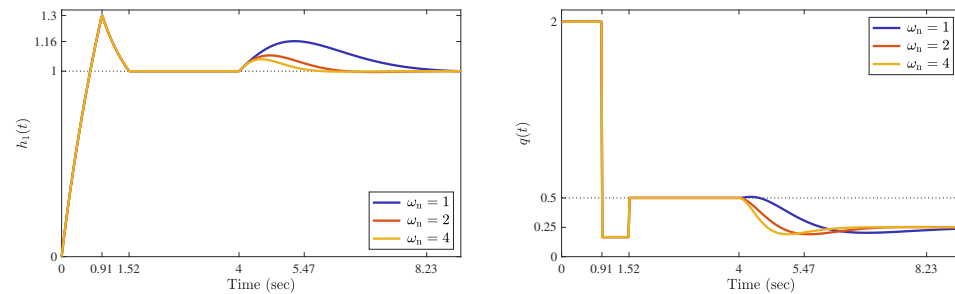 1.3
1.16
1
0
h₁(t)
ωₙ = 1
ωₙ = 2
ωₙ = 4
0 0.91 1.52 4 5.47 8.23
Time (sec)
2
0.5
0.25
0
q(t)
ωₙ = 1
ωₙ = 2
ωₙ = 4
0 0.91 1.52 4 5.47 8.23
Time (sec)